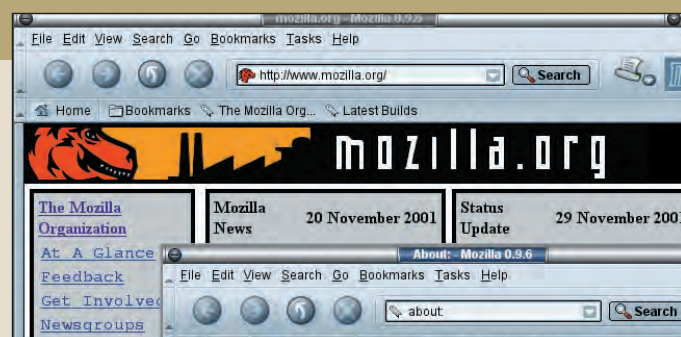 mozilla.org - Mozilla 0.9.6
File Edit View Search Go Bookmarks Tasks Help
http://www.mozilla.org/ Search
Home Bookmarks The Mozilla Org... Latest Builds
mozilla.org
The Mozilla Organization
At A Glance
Feedback
Get Involved
Newsgroups
Mozilla News 20 November 2001
Status Update 29 November 2001
About: - Mozilla 0.9.6
File Edit View Search Go Bookmarks Tasks Help
about: Search